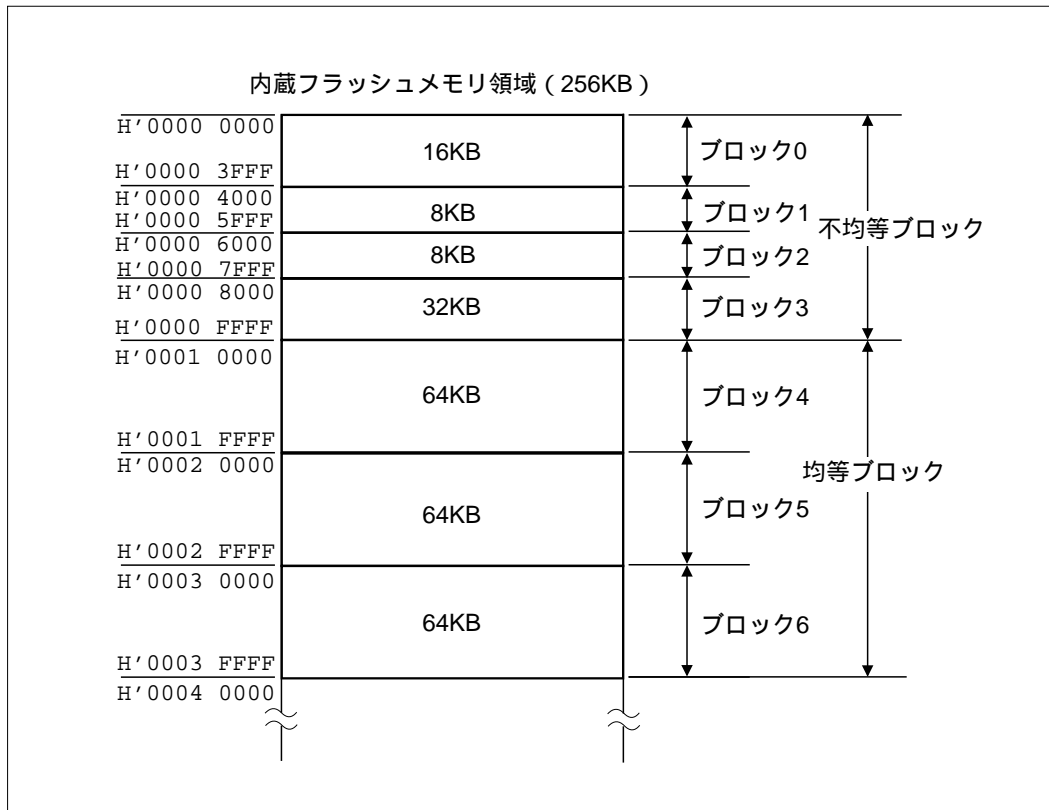 内蔵フラッシュメモリ領域（256KB）
H'0000 0000
16KB
ブロック0
H'0000 3FFF
H'0000 4000
8KB
ブロック1
H'0000 5FFF
不均等ブロック
H'0000 6000
8KB
ブロック2
H'0000 7FFF
H'0000 8000
32KB
ブロック3
H'0000 FFFF
H'0001 0000
64KB
ブロック4
H'0001 FFFF
H'0002 0000
均等ブロック
64KB
ブロック5
H'0002 FFFF
H'0003 0000
64KB
ブロック6
H'0003 FFFF
H'0004 0000